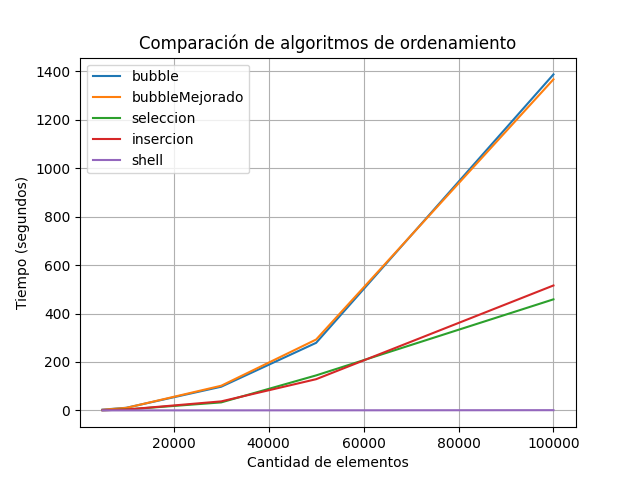 Comparación de algoritmos de ordenamiento
bubble
bubbleMejorado
seleccion
insercion
shell
Tiempo (segundos)
1400
1200
1000
800
600
400
200
0
20000 40000 60000 80000 100000
Cantidad de elementos